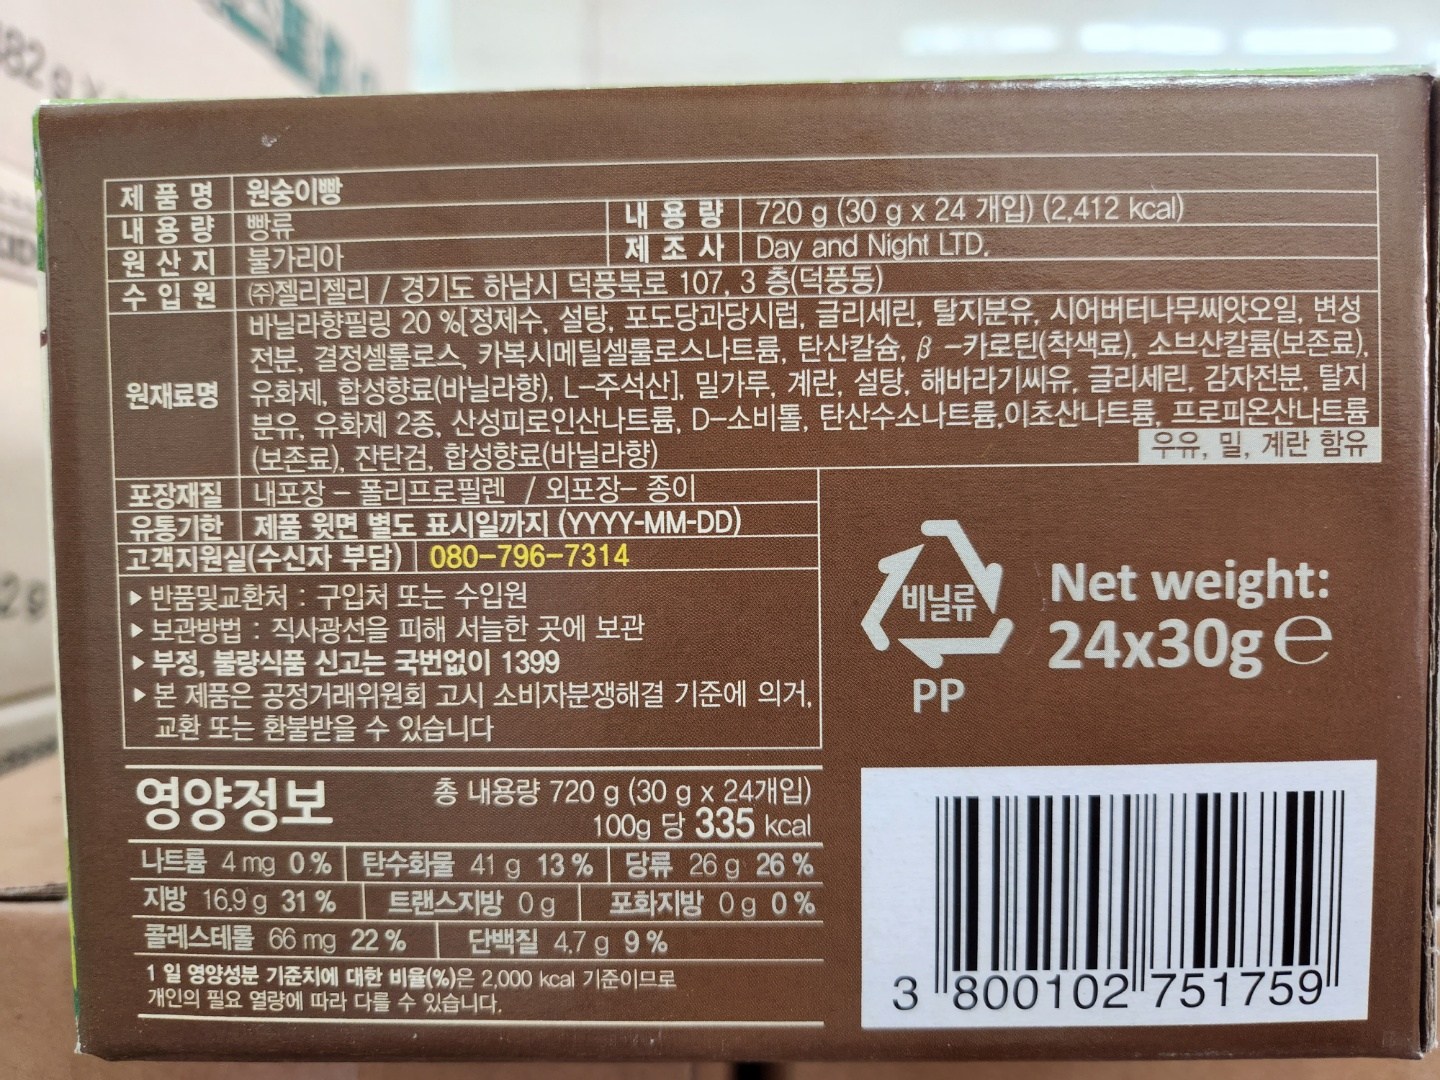 제품명 원숭이빵
내용량 빵류 내용량 720 g (30 g x 24 개입) (2,412 kcal)
원산지 불가리아 제조사 Day and Night LTD.
수입원 ㈜젤리젤리 / 경기도 하남시 덕풍북로 107, 3 층(덕풍동)
바닐라향필링 20 %[정제수, 설탕, 포도당과당시럽, 글리세린, 탈지분유, 시어버터나무씨앗오일, 변성
전분, 결정셀룰로스, 카복시메틸셀룰로스나트륨, 탄산칼슘, β -카로틴(착색료), 소브산칼륨(보존료),
원재료명 유화제, 합성향료(바닐라향), L-주석산], 밀가루, 계란, 설탕, 해바라기씨유, 글리세린, 감자전분, 탈지
분유, 유화제 2종, 산성피로인산나트륨, D-소비톨, 탄산수소나트륨,이초산나트륨, 프로피온산나트륨
(보존료), 잔탄검, 합성향료(바닐라향) 우유, 밀, 계란 함유
포장재질 내포장 - 폴리프로필렌 / 외포장- 종이
유통기한 제품 윗면 별도 표시일까지 (YYYY-MM-DD)
고객지원실(수신자 부담) 080-796-7314
▶ 반품및교환처 : 구입처 또는 수입원
▶ 보관방법 : 직사광선을 피해 서늘한 곳에 보관
▶ 부정, 불량식품 신고는 국번없이 1399
▶ 본 제품은 공정거래위원회 고시 소비자분쟁해결 기준에 의거,
교환 또는 환불받을 수 있습니다
비닐류
PP
Net weight:
24x30g e
영양정보 총 내용량 720 g (30 g x 24개입)
100g 당 335 kcal
나트륨 4 mg 0 % 탄수화물 41 g 13 % 당류 26 g 26 %
지방 16.9 g 31 % 트랜스지방 0 g 포화지방 0 g 0 %
콜레스테롤 66 mg 22 % 단백질 4.7 g 9 %
1 일 영양성분 기준치에 대한 비율(%)은 2,000 kcal 기준이므로
개인의 필요 열량에 따라 다를 수 있습니다.
3 800102 751759